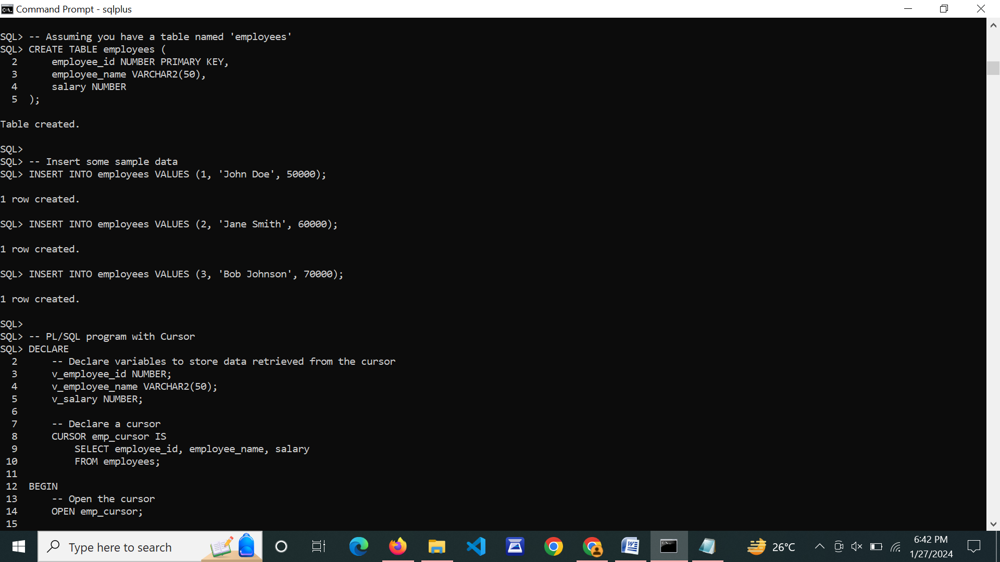 Command Prompt - sqlplus
SQL> -- Assuming you have a table named 'employees'
SQL> CREATE TABLE employees (
  2      employee_id NUMBER PRIMARY KEY,
  3      employee_name VARCHAR2(50),
  4      salary NUMBER
  5  );
Table created.
SQL>
SQL> -- Insert some sample data
SQL> INSERT INTO employees VALUES (1, 'John Doe', 50000);
1 row created.
SQL> INSERT INTO employees VALUES (2, 'Jane Smith', 60000);
1 row created.
SQL> INSERT INTO employees VALUES (3, 'Bob Johnson', 70000);
1 row created.
SQL>
SQL> -- PL/SQL program with Cursor
SQL> DECLARE
  2      -- Declare variables to store data retrieved from the cursor
  3      v_employee_id NUMBER;
  4      v_employee_name VARCHAR2(50);
  5      v_salary NUMBER;
  6
  7      -- Declare a cursor
  8      CURSOR emp_cursor IS
  9          SELECT employee_id, employee_name, salary
 10          FROM employees;
 11
 12  BEGIN
 13      -- Open the cursor
 14      OPEN emp_cursor;
 15
Type here to search
26°C
6:42 PM
1/27/2024